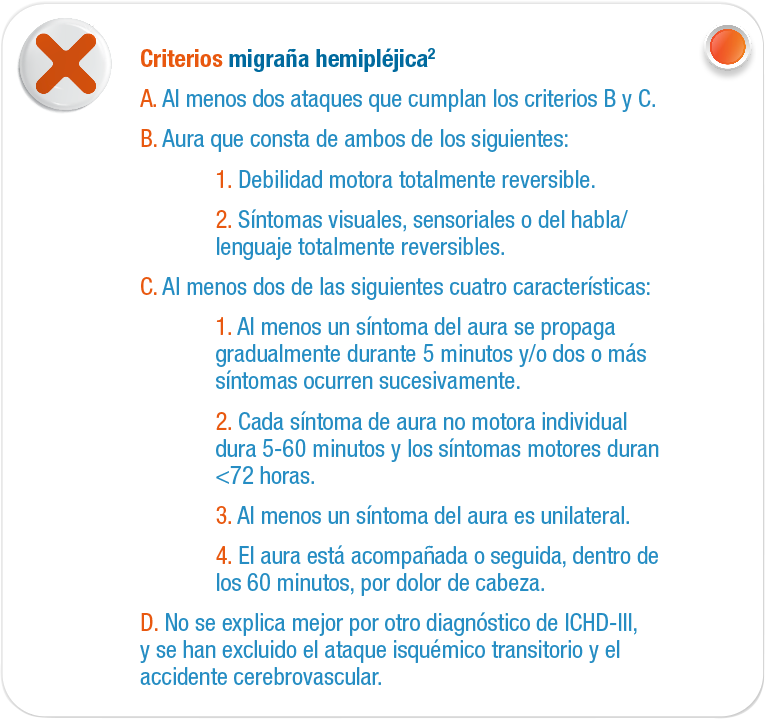 Criterios migraña hemipléjica²
A. Al menos dos ataques que cumplan los criterios B y C.
B. Aura que consta de ambos de los siguientes:
1. Debilidad motora totalmente reversible.
2. Síntomas visuales, sensoriales o del habla/
lenguaje totalmente reversibles.
C. Al menos dos de las siguientes cuatro características:
1. Al menos un síntoma del aura se propaga
gradualmente durante 5 minutos y/o dos o más
síntomas ocurren sucesivamente.
2. Cada síntoma de aura no motora individual
dura 5-60 minutos y los síntomas motores duran
<72 horas.
3. Al menos un síntoma del aura es unilateral.
4. El aura está acompañada o seguida, dentro de
los 60 minutos, por dolor de cabeza.
D. No se explica mejor por otro diagnóstico de ICHD-III,
y se han excluido el ataque isquémico transitorio y el
accidente cerebrovascular.